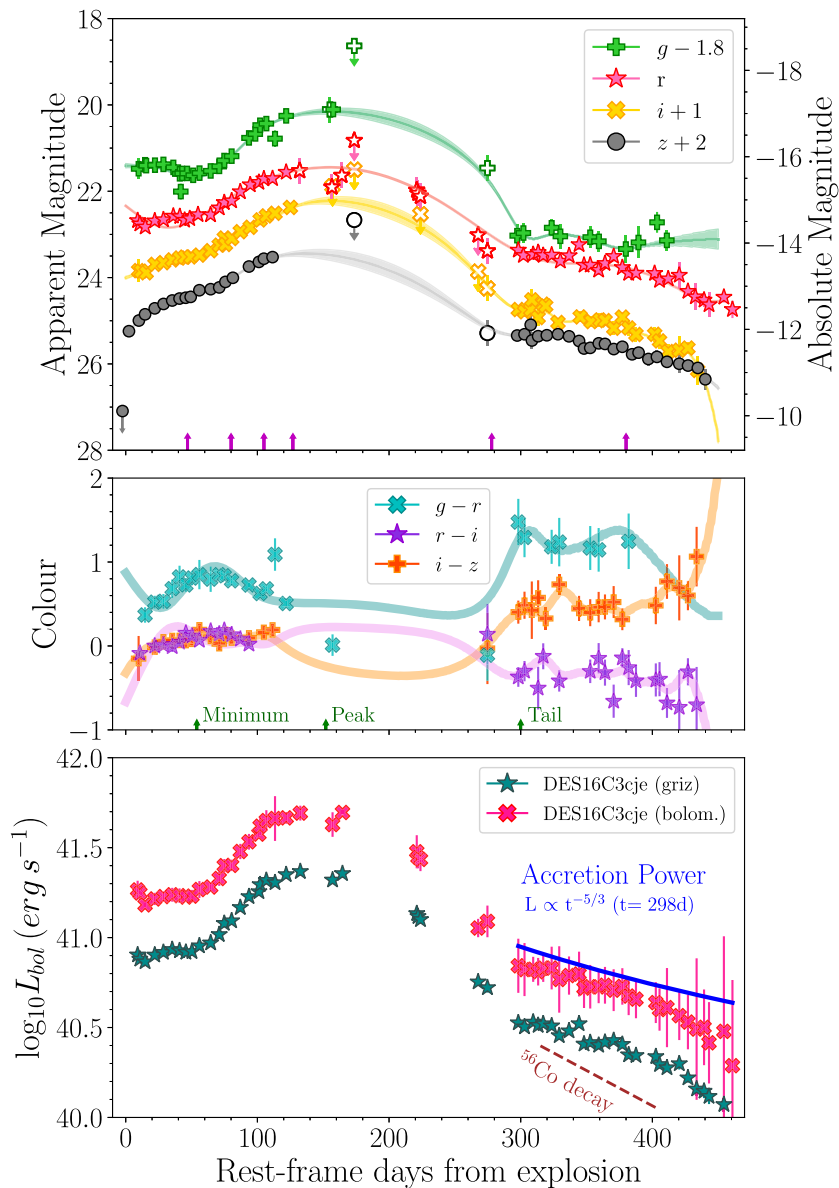 18
20
22
24
26
28
Apparent Magnitude
−18
−16
−14
−12
−10
Absolute Magnitude
g − 1.8
r
i + 1
z + 2
2
1
0
−1
Colour
g − r
r − i
i − z
Minimum
Peak
Tail
42.0
41.5
41.0
40.5
40.0
log₁₀L_bol(erg s⁻¹)
DES16C3cje (griz)
DES16C3cje (bolom.)
Accretion Power
L ∝ t^−5/3 (t= 298d)
⁵⁶Co decay
0 100 200 300 400
Rest-frame days from explosion